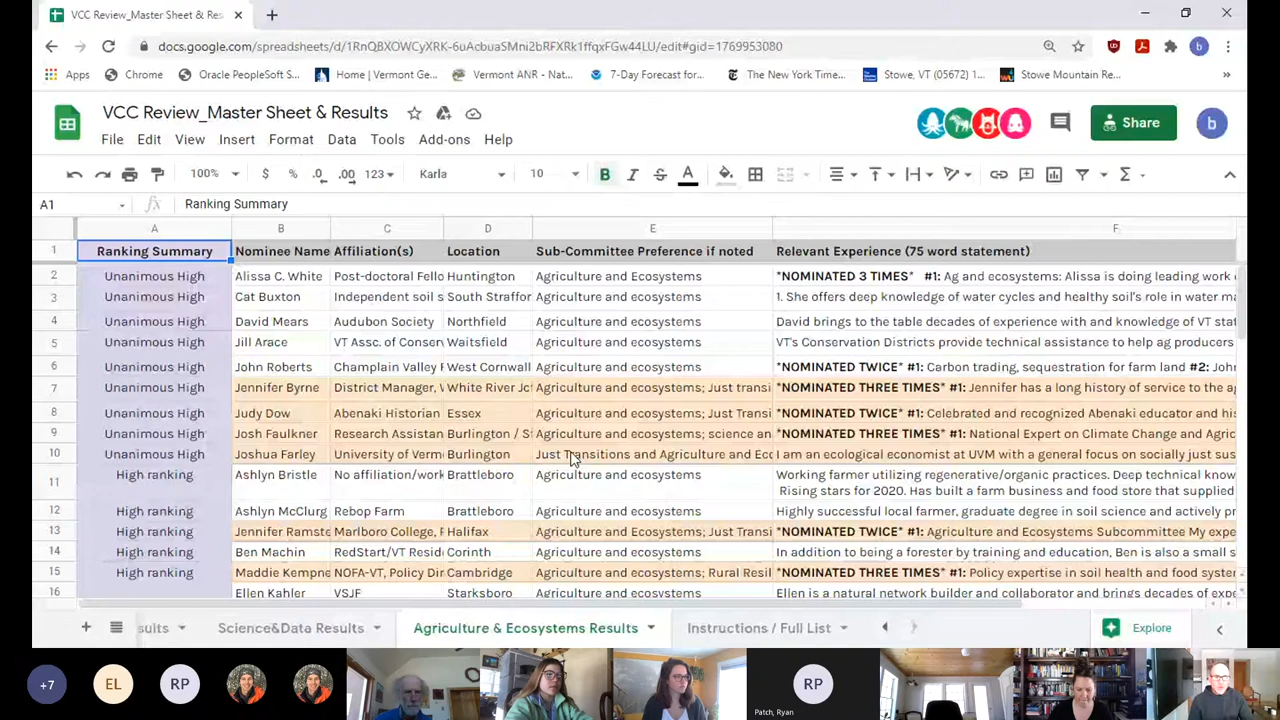 VCC Review_Master Sheet & Res
docs.google.com/spreadsheets/d/1RnQBXOWCyXRK-6uAcbuaSMni2bRFXRk1ffqxFGw44LU/edit#gid=1769953080
Apps Chrome Oracle PeopleSoft S... Home | Vermont Ge... Vermont ANR - Nat... 7-Day Forecast for... The New York Time... Stowe, VT (05672) 1... Stowe Mountain Re... »
VCC Review_Master Sheet & Results
Share b
File Edit View Insert Format Data Tools Add-ons Help
100% $ % .0 .00 123 Karla 10 B I S A
A1 fx Ranking Summary
A B C D E F
1 Ranking Summary Nominee Name Affiliation(s) Location Sub-Committee Preference if noted Relevant Experience (75 word statement)
2 Unanimous High Alissa C. White Post-doctoral Fello Huntington Agriculture and Ecosystems *NOMINATED 3 TIMES* #1: Ag and ecosystems: Alissa is doing leading work
3 Unanimous High Cat Buxton Independent soil s South Straffor Agriculture and ecosystems 1. She offers deep knowledge of water cycles and healthy soil's role in water ma
4 Unanimous High David Mears Audubon Society Northfield Agriculture and ecosystems David brings to the table decades of experience with and knowledge of VT stat
5 Unanimous High Jill Arace VT Assc. of Conser Waitsfield Agriculture and ecosystems VT's Conservation Districts provide technical assistance to help ag producers
6 Unanimous High John Roberts Champlain Valley F West Cornwall Agriculture and ecosystems *NOMINATED TWICE* #1: Carbon trading, sequestration for farm land #2: Joh
7 Unanimous High Jennifer Byrne District Manager, White River Jc Agriculture and ecosystems; Just transi *NOMINATED THREE TIMES* #1: Jennifer has a long history of service to the ag
8 Unanimous High Judy Dow Abenaki Historian Essex Agriculture and ecosystems; Just Transi *NOMINATED TWICE* #1: Celebrated and recognized Abenaki educator and his
9 Unanimous High Josh Faulkner Research Assistan Burlington / S Agriculture and ecosystems; science an *NOMINATED THREE TIMES* #1: National Expert on Climate Change and Agric
10 Unanimous High Joshua Farley University of Verm Burlington Just Transitions and Agriculture and Eco I am an ecological economist at UVM with a general focus on socially just sus
11 High ranking Ashlyn Bristle No affiliation/work Brattleboro Agriculture and ecosystems Working farmer utilizing regenerative/organic practices. Deep technical know
Rising stars for 2020. Has built a farm business and food store that supplied
12 High ranking Ashlyn McClurg Rebop Farm Brattleboro Agriculture and ecosystems Highly successful local farmer, graduate degree in soil science and actively pr
13 High ranking Jennifer Ramste Marlboro College, Halifax Agriculture and ecosystems; Just Transi *NOMINATED TWICE* #1: Agriculture and Ecosystems Subcommittee My expe
14 High ranking Ben Machin RedStart/VT Resid Corinth Agriculture and ecosystems In addition to being a forester by training and education, Ben is also a small s
15 High ranking Maddie Kempne NOFA-VT, Policy Dir Cambridge Agriculture and ecosystems; Rural Resil *NOMINATED THREE TIMES* #1: Policy expertise in soil health and food syster
16 Ellen Kahler VSJF Starksboro Agriculture and ecosystems Ellen is a natural network builder and collaborator and brings decades of expe
sults Science&Data Results Agriculture & Ecosystems Results Instructions / Full List Explore
+7 EL RP RP
Patch, Ryan